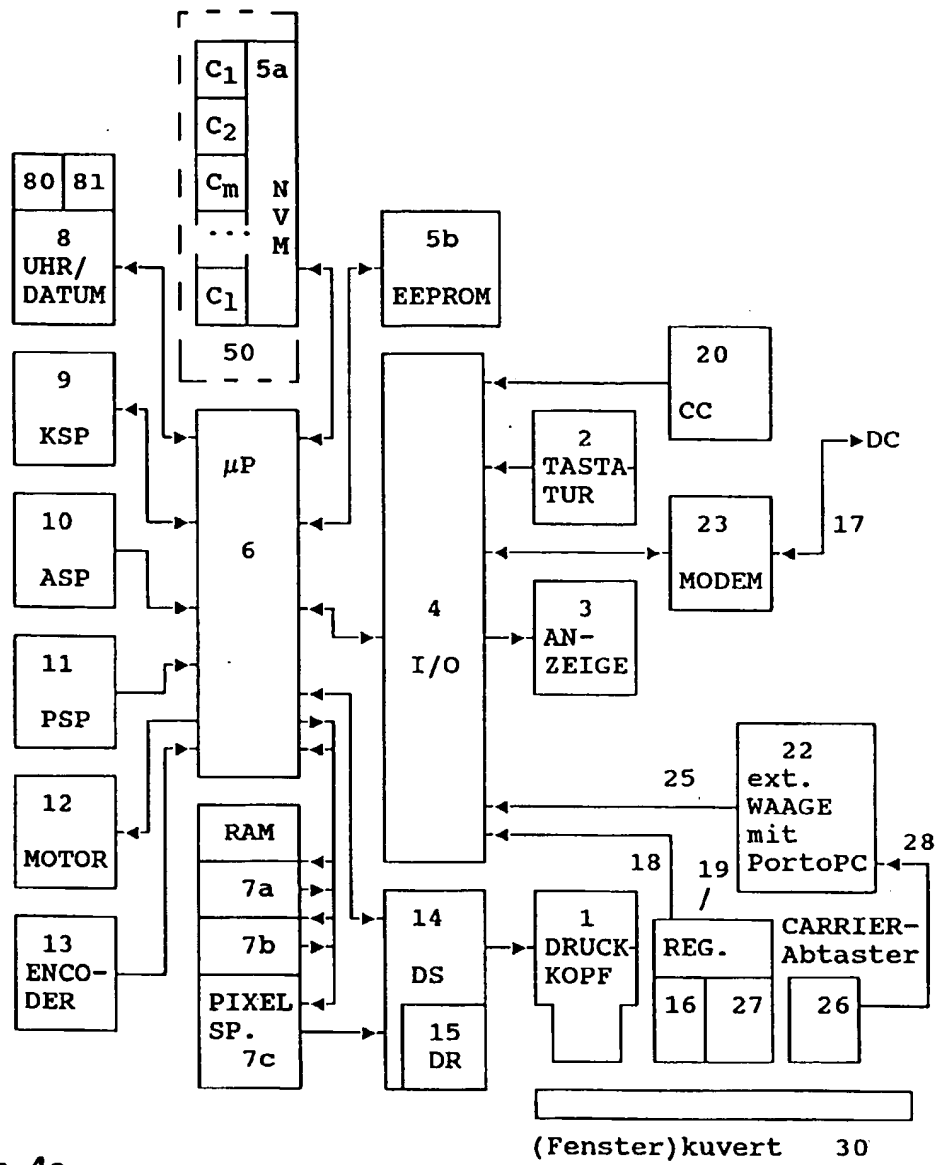 C1 5a
C2
Cm
...
C1
N
V
M
50
80 81
8
UHR/
DATUM
5b
EEPROM
9
KSP
20
CC
μP
6
2
TASTA-
TUR
DC
17
10
ASP
23
MODEM
4
I/O
3
AN-
ZEIGE
11
PSP
22
ext.
WAAGE
mit
PortoPC
25
28
12
MOTOR
RAM
7a
7b
PIXEL
SP.
7c
18
19
13
ENCO-
DER
14
DS
15
DR
1
DRUCK-
KOPF
REG.
16 27
CARRIER-
Abtaster
26
(Fenster)kuvert 30